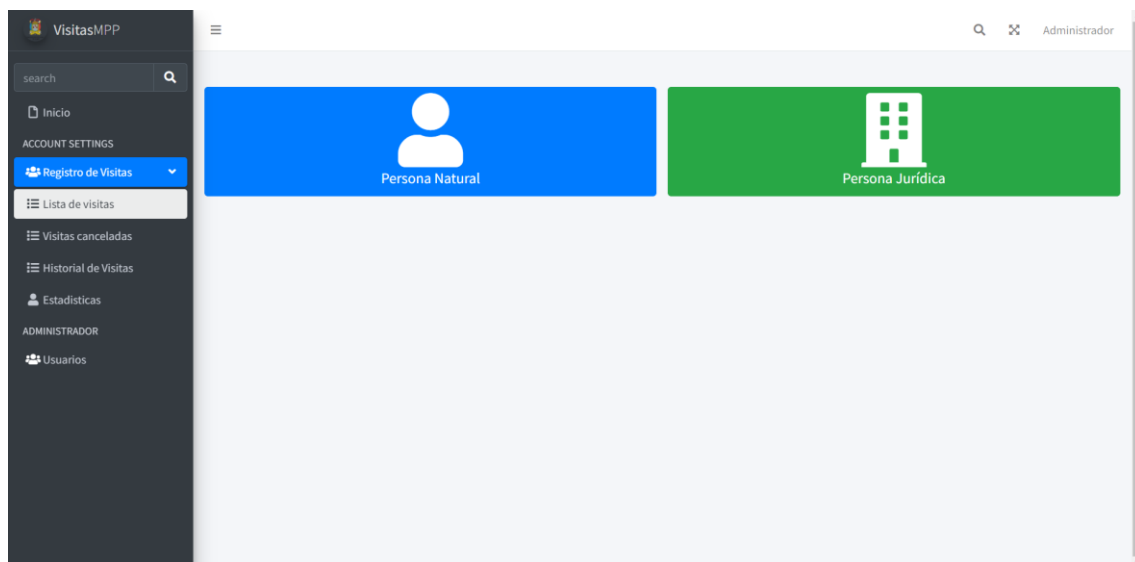 VisitasMPP
Administrador
search
Inicio
ACCOUNT SETTINGS
Registro de Visitas
Lista de visitas
Visitas canceladas
Historial de Visitas
Estadisticas
ADMINISTRADOR
Usuarios
Persona Natural
Persona Jurídica